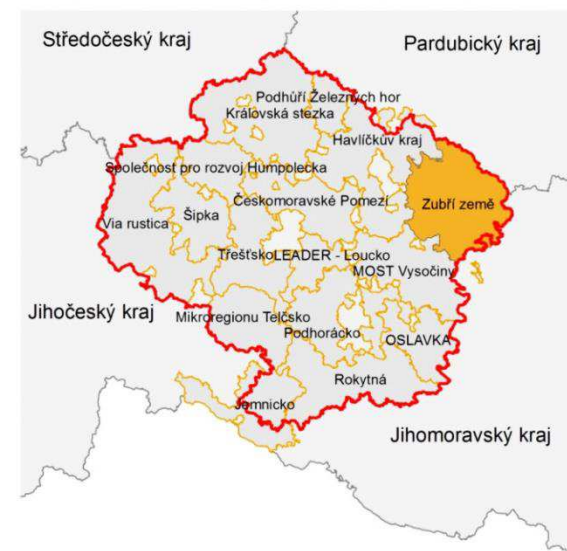 Středočeský kraj
Pardubický kraj
Podhůří Železných hor
Královská stezka
Havlíčkův kraj
Společnost pro rozvoj Humpolecka
Českomoravské Pomezí
Zubří země
Šipka
Via rustica
Třešťsko
LEADER - Loucko
MOST Vysočiny
Jihočeský kraj
Mikroregionu Telčsko
Podhorácko
OSLAVKA
Rokytná
Jemnicko
Jihomoravský kraj